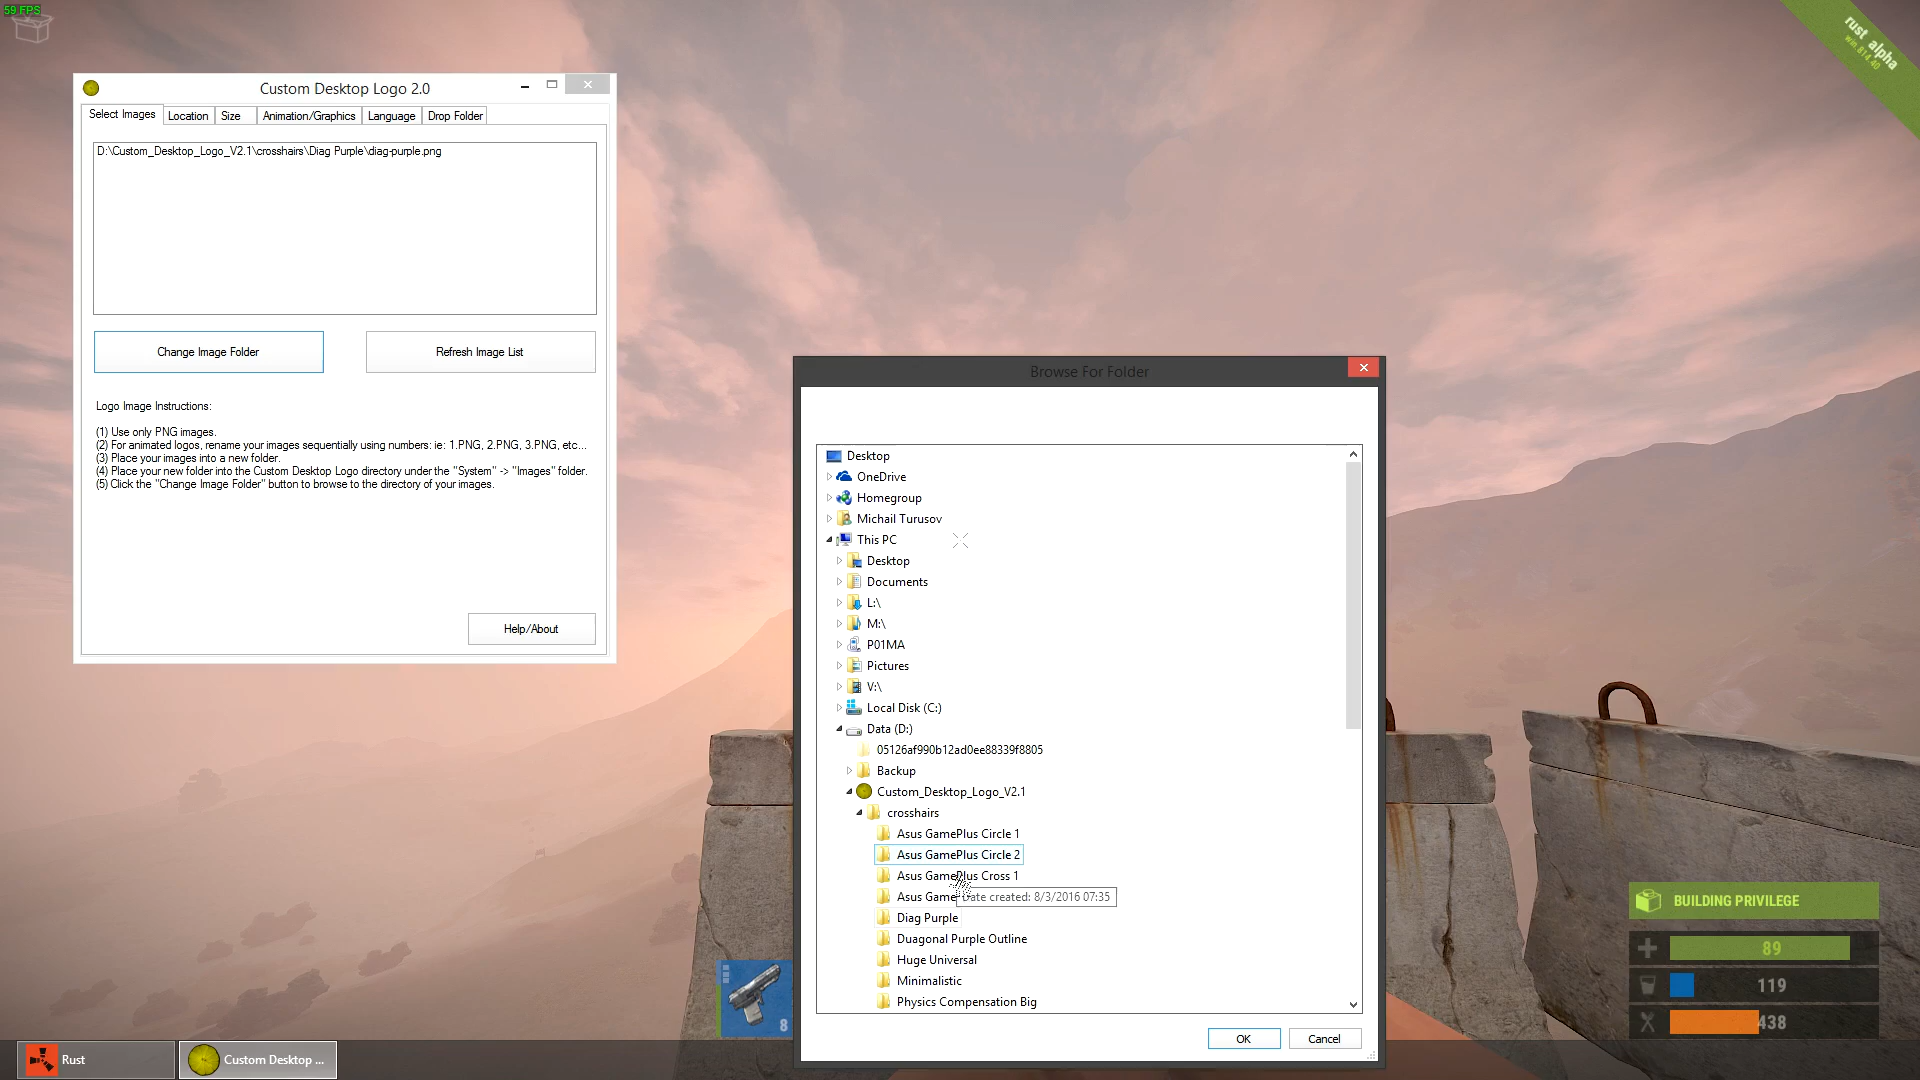 59 FPS
rust alpha
win.814.40
Custom Desktop Logo 2.0
Select Images
Location
Size
Animation/Graphics
Language
Drop Folder
D:\Custom_Desktop_Logo_V2.1\crosshairs\Diag Purple\diag-purple.png
Change Image Folder
Refresh Image List
Logo Image Instructions:
(1) Use only PNG images.
(2) For animated logos, rename your images sequentially using numbers: ie: 1.PNG, 2.PNG, 3.PNG, etc...
(3) Place your images into a new folder.
(4) Place your new folder into the Custom Desktop Logo directory under the "System" -> "Images" folder.
(5) Click the "Change Image Folder" button to browse to the directory of your images.
Help/About
Browse For Folder
Desktop
OneDrive
Homegroup
Michail Turusov
This PC
Desktop
Documents
L:\
M:\
P01MA
Pictures
V:\
Local Disk (C:)
Data (D:)
05126af990b12ad0ee88339f8805
Backup
Custom_Desktop_Logo_V2.1
crosshairs
Asus GamePlus Circle 1
Asus GamePlus Circle 2
Asus GamePlus Cross 1
Asus Game
Date created: 8/3/2016 07:35
Diag Purple
Duagonal Purple Outline
Huge Universal
Minimalistic
Physics Compensation Big
OK
Cancel
8
BUILDING PRIVILEGE
89
119
438
Rust
Custom Desktop ...